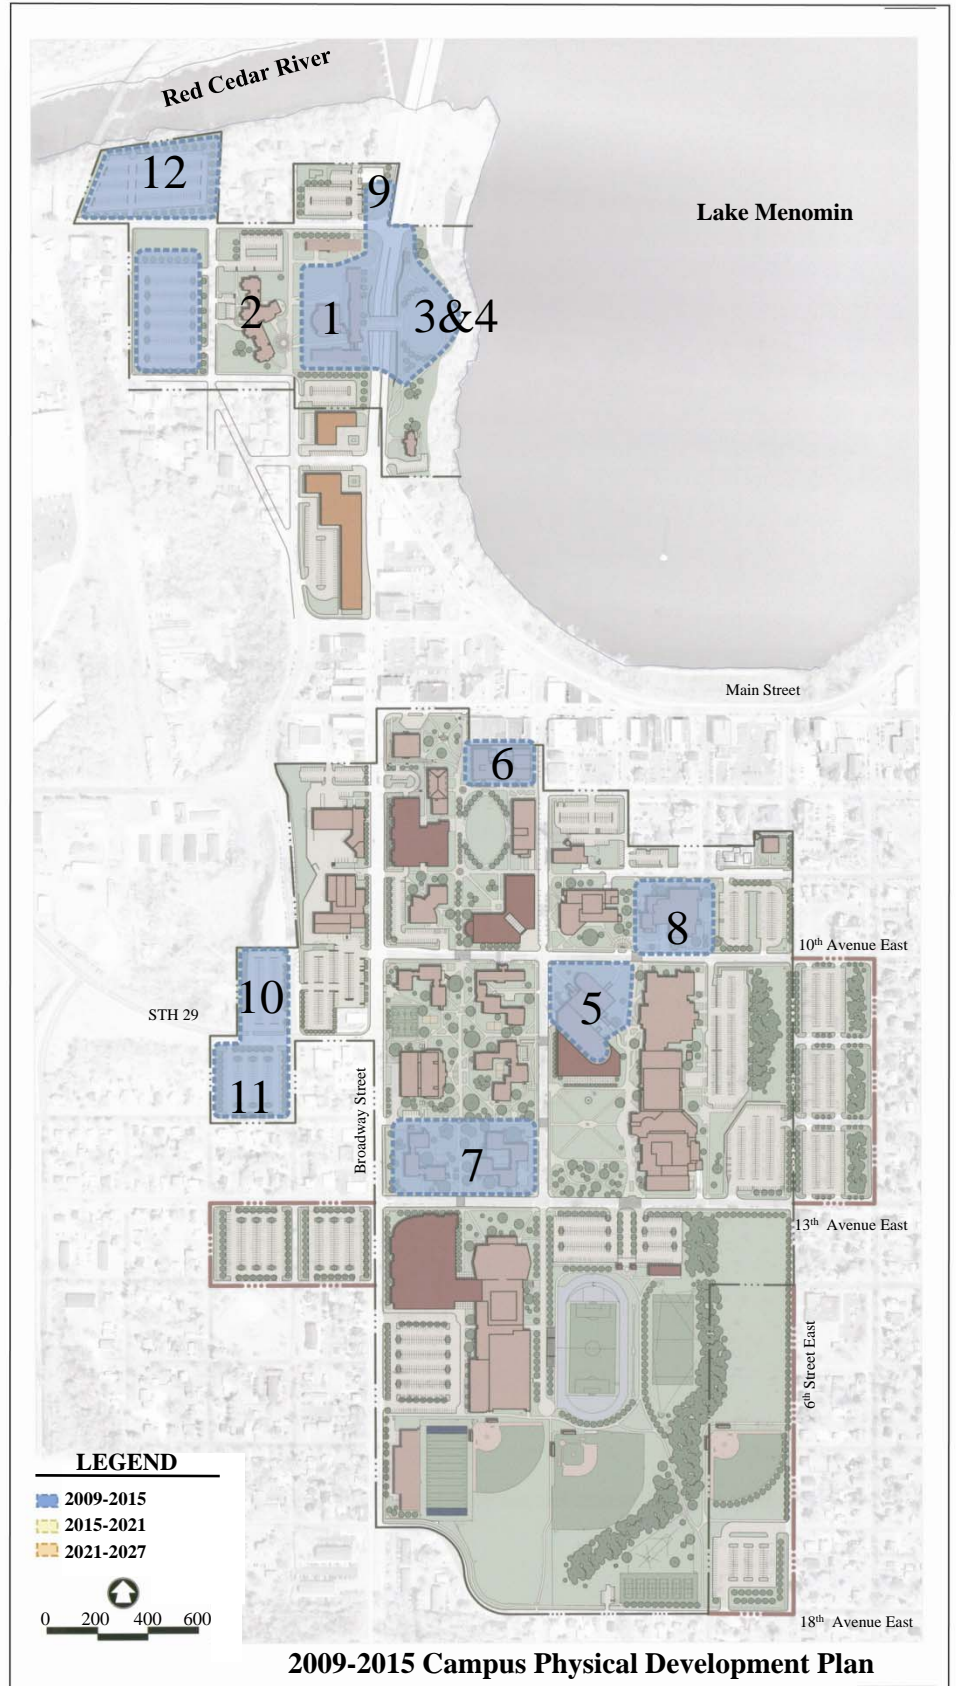 Red Cedar River
12
9
Lake Menomin
2
1
3&4
Main Street
6
8
10th Avenue East
10
5
STH 29
11
Broadway Street
7
13th Avenue East
6th Street East
LEGEND
2009-2015
2015-2021
2021-2027
0 200 400 600
18th Avenue East
2009-2015 Campus Physical Development Plan